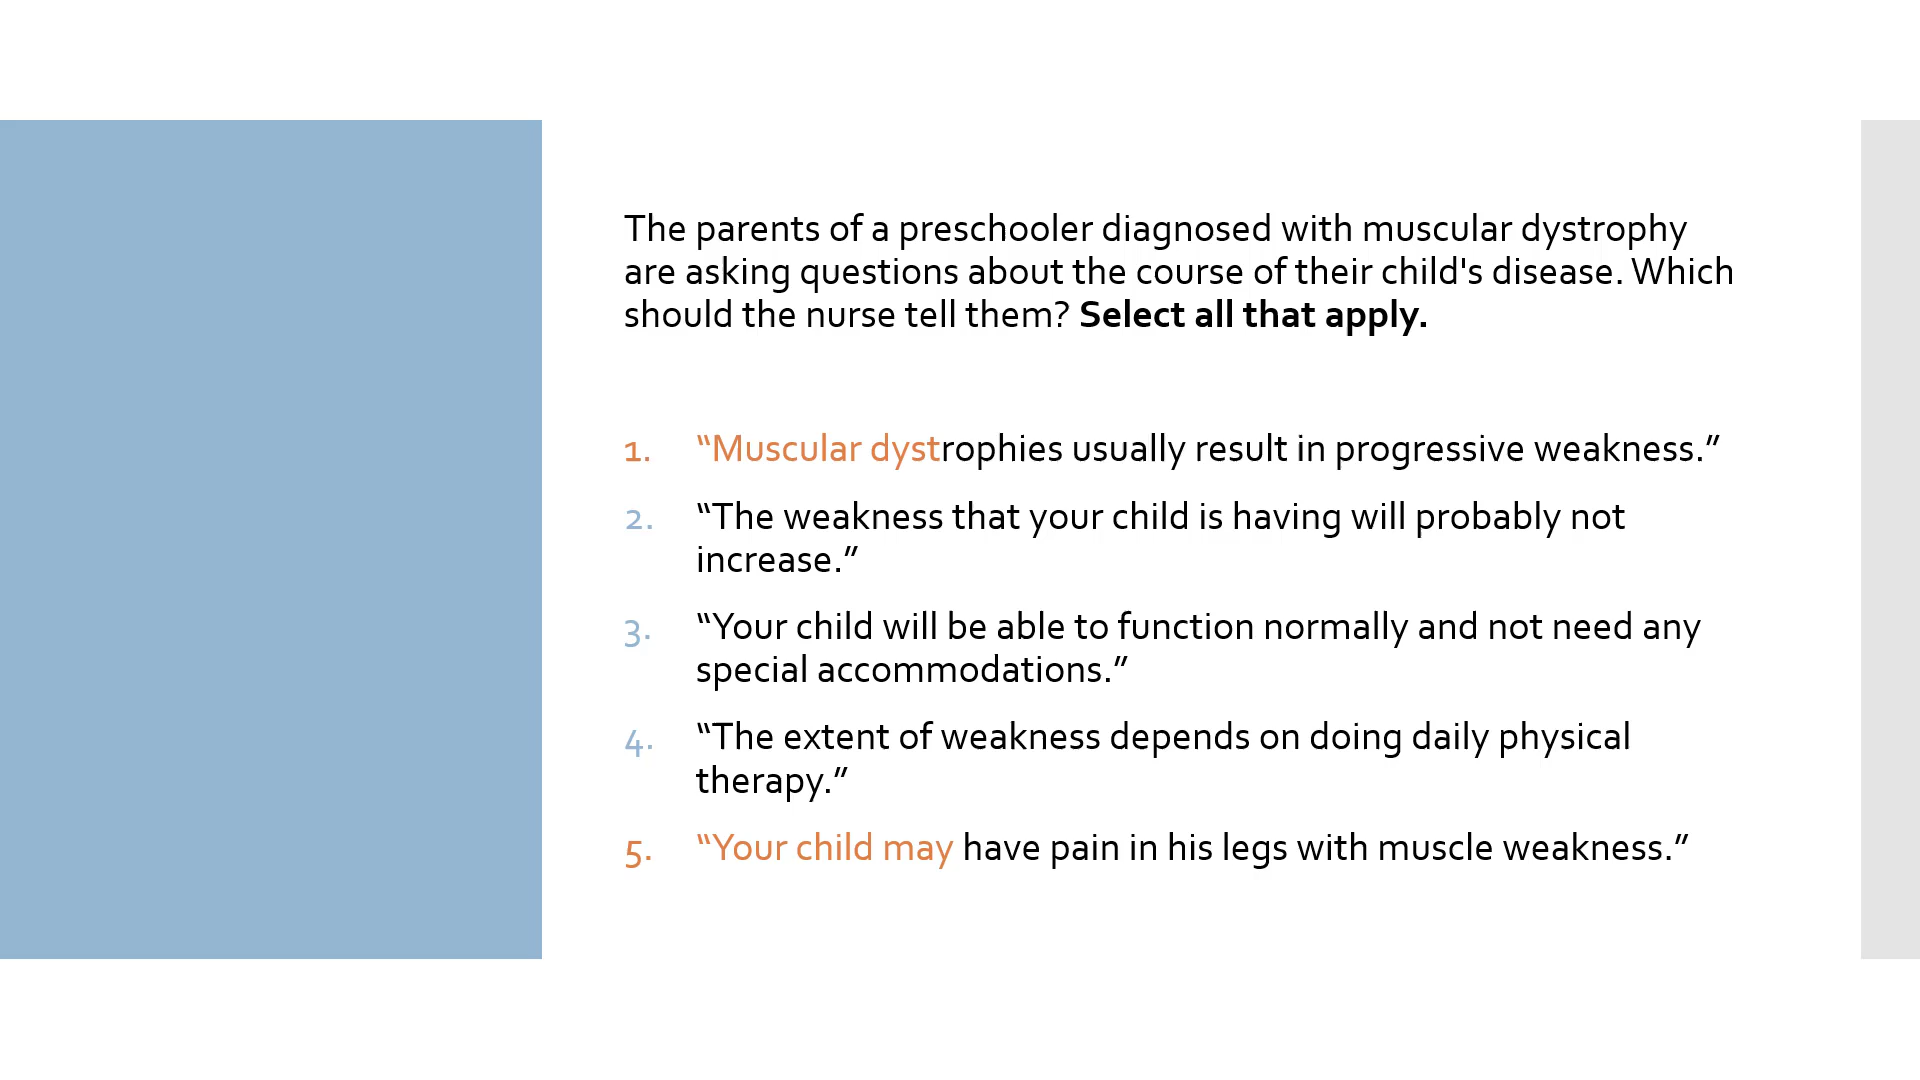 The parents of a preschooler diagnosed with muscular dystrophy
are asking questions about the course of their child's disease. Which
should the nurse tell them? Select all that apply.
1. “Muscular dystrophies usually result in progressive weakness.”
2. “The weakness that your child is having will probably not
increase.”
3. “Your child will be able to function normally and not need any
special accommodations.”
4. “The extent of weakness depends on doing daily physical
therapy.”
5. “Your child may have pain in his legs with muscle weakness.”